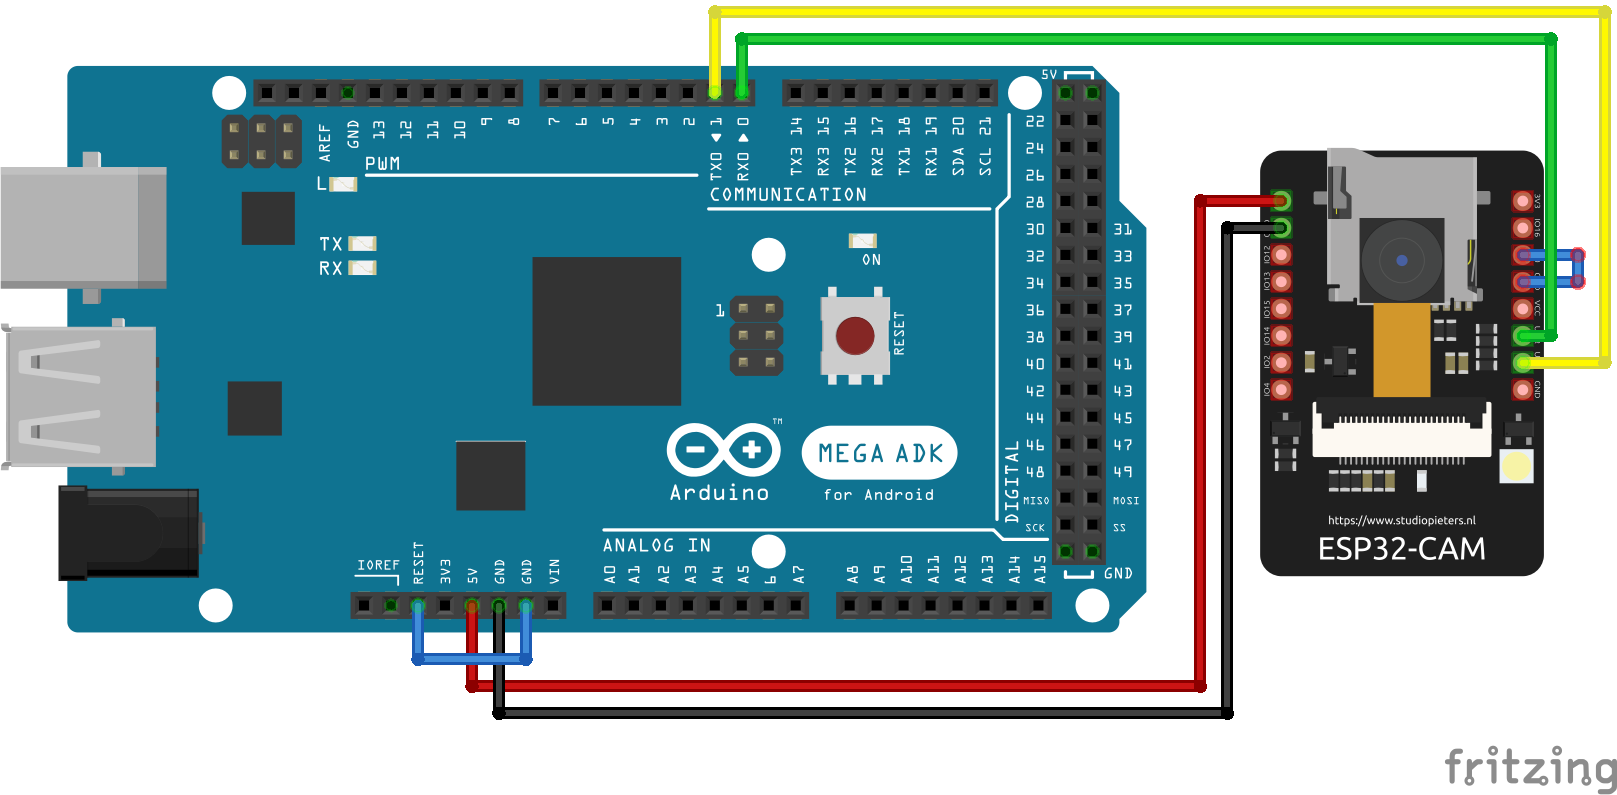 AREF
GND
13
12
11
10
9
8
7
6
5
4
3
2
TX0 ▶ 1
RX0 ◀ 0
TX3 14
RX3 15
TX2 16
RX2 17
TX1 18
RX1 19
SDA 20
SCL 21
5V
PWM
L
COMMUNICATION
TX
RX
ON
RESET
1
22
24
26
28
30 31
32 33
34 35
36 37
38 39
40 41
42 43
44 45
46 47
48 49
MISO MOSI
SCK SS
GND
DIGITAL
TM
Arduino
MEGA ADK
for Android
ANALOG IN
IOREF
RESET
3V3
5V
GND
GND
VIN
A0
A1
A2
A3
A4
A5
6
A7
A8
A9
A10
A11
A12
A13
A14
A15
IO12
IO13
IO15
IO14
IO2
IO4
3V3
IO16
VCC
GND
https://www.studiopieters.nl
ESP32-CAM
fritzing